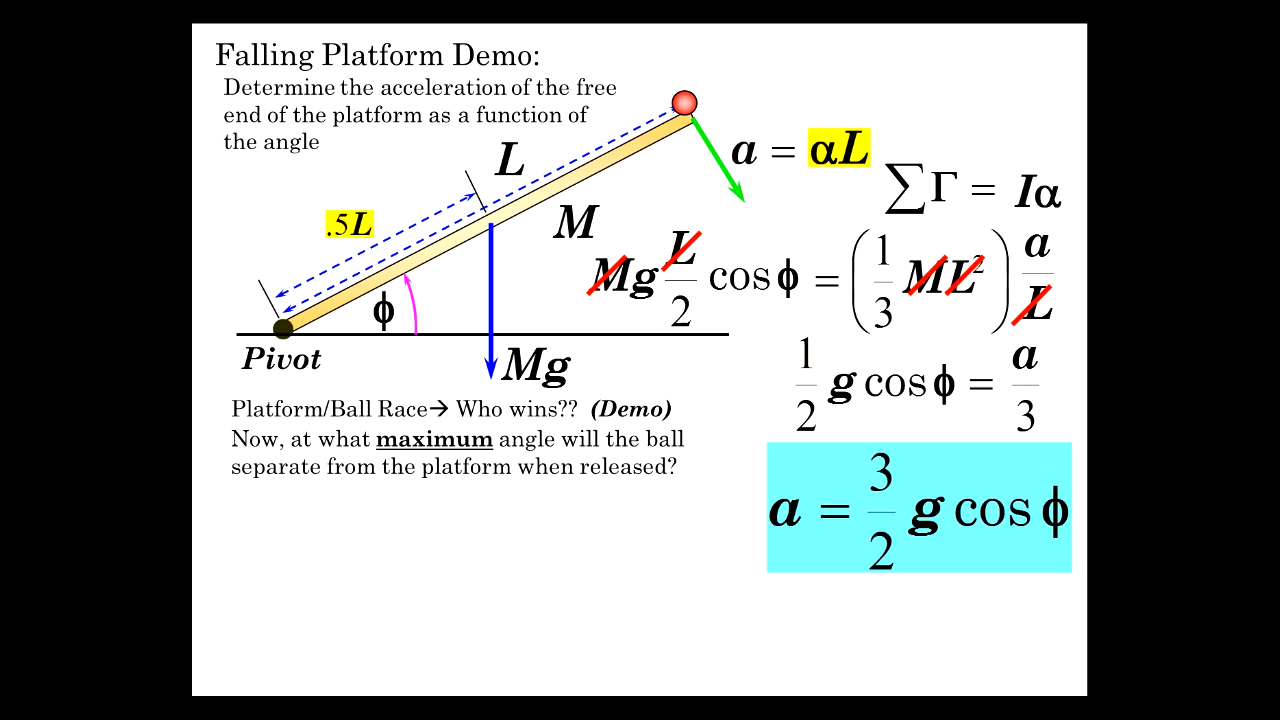 Falling Platform Demo:
Determine the acceleration of the free
end of the platform as a function of
the angle
L
.5L
M
ϕ
Pivot
Mg
a = αL
∑Γ = Iα
Mg L/2 cos ϕ = (1/3 ML²) a/L
1/2 g cos ϕ = a/3
a = 3/2 g cos ϕ
Platform/Ball Race→ Who wins?? (Demo)
Now, at what maximum angle will the ball
separate from the platform when released?